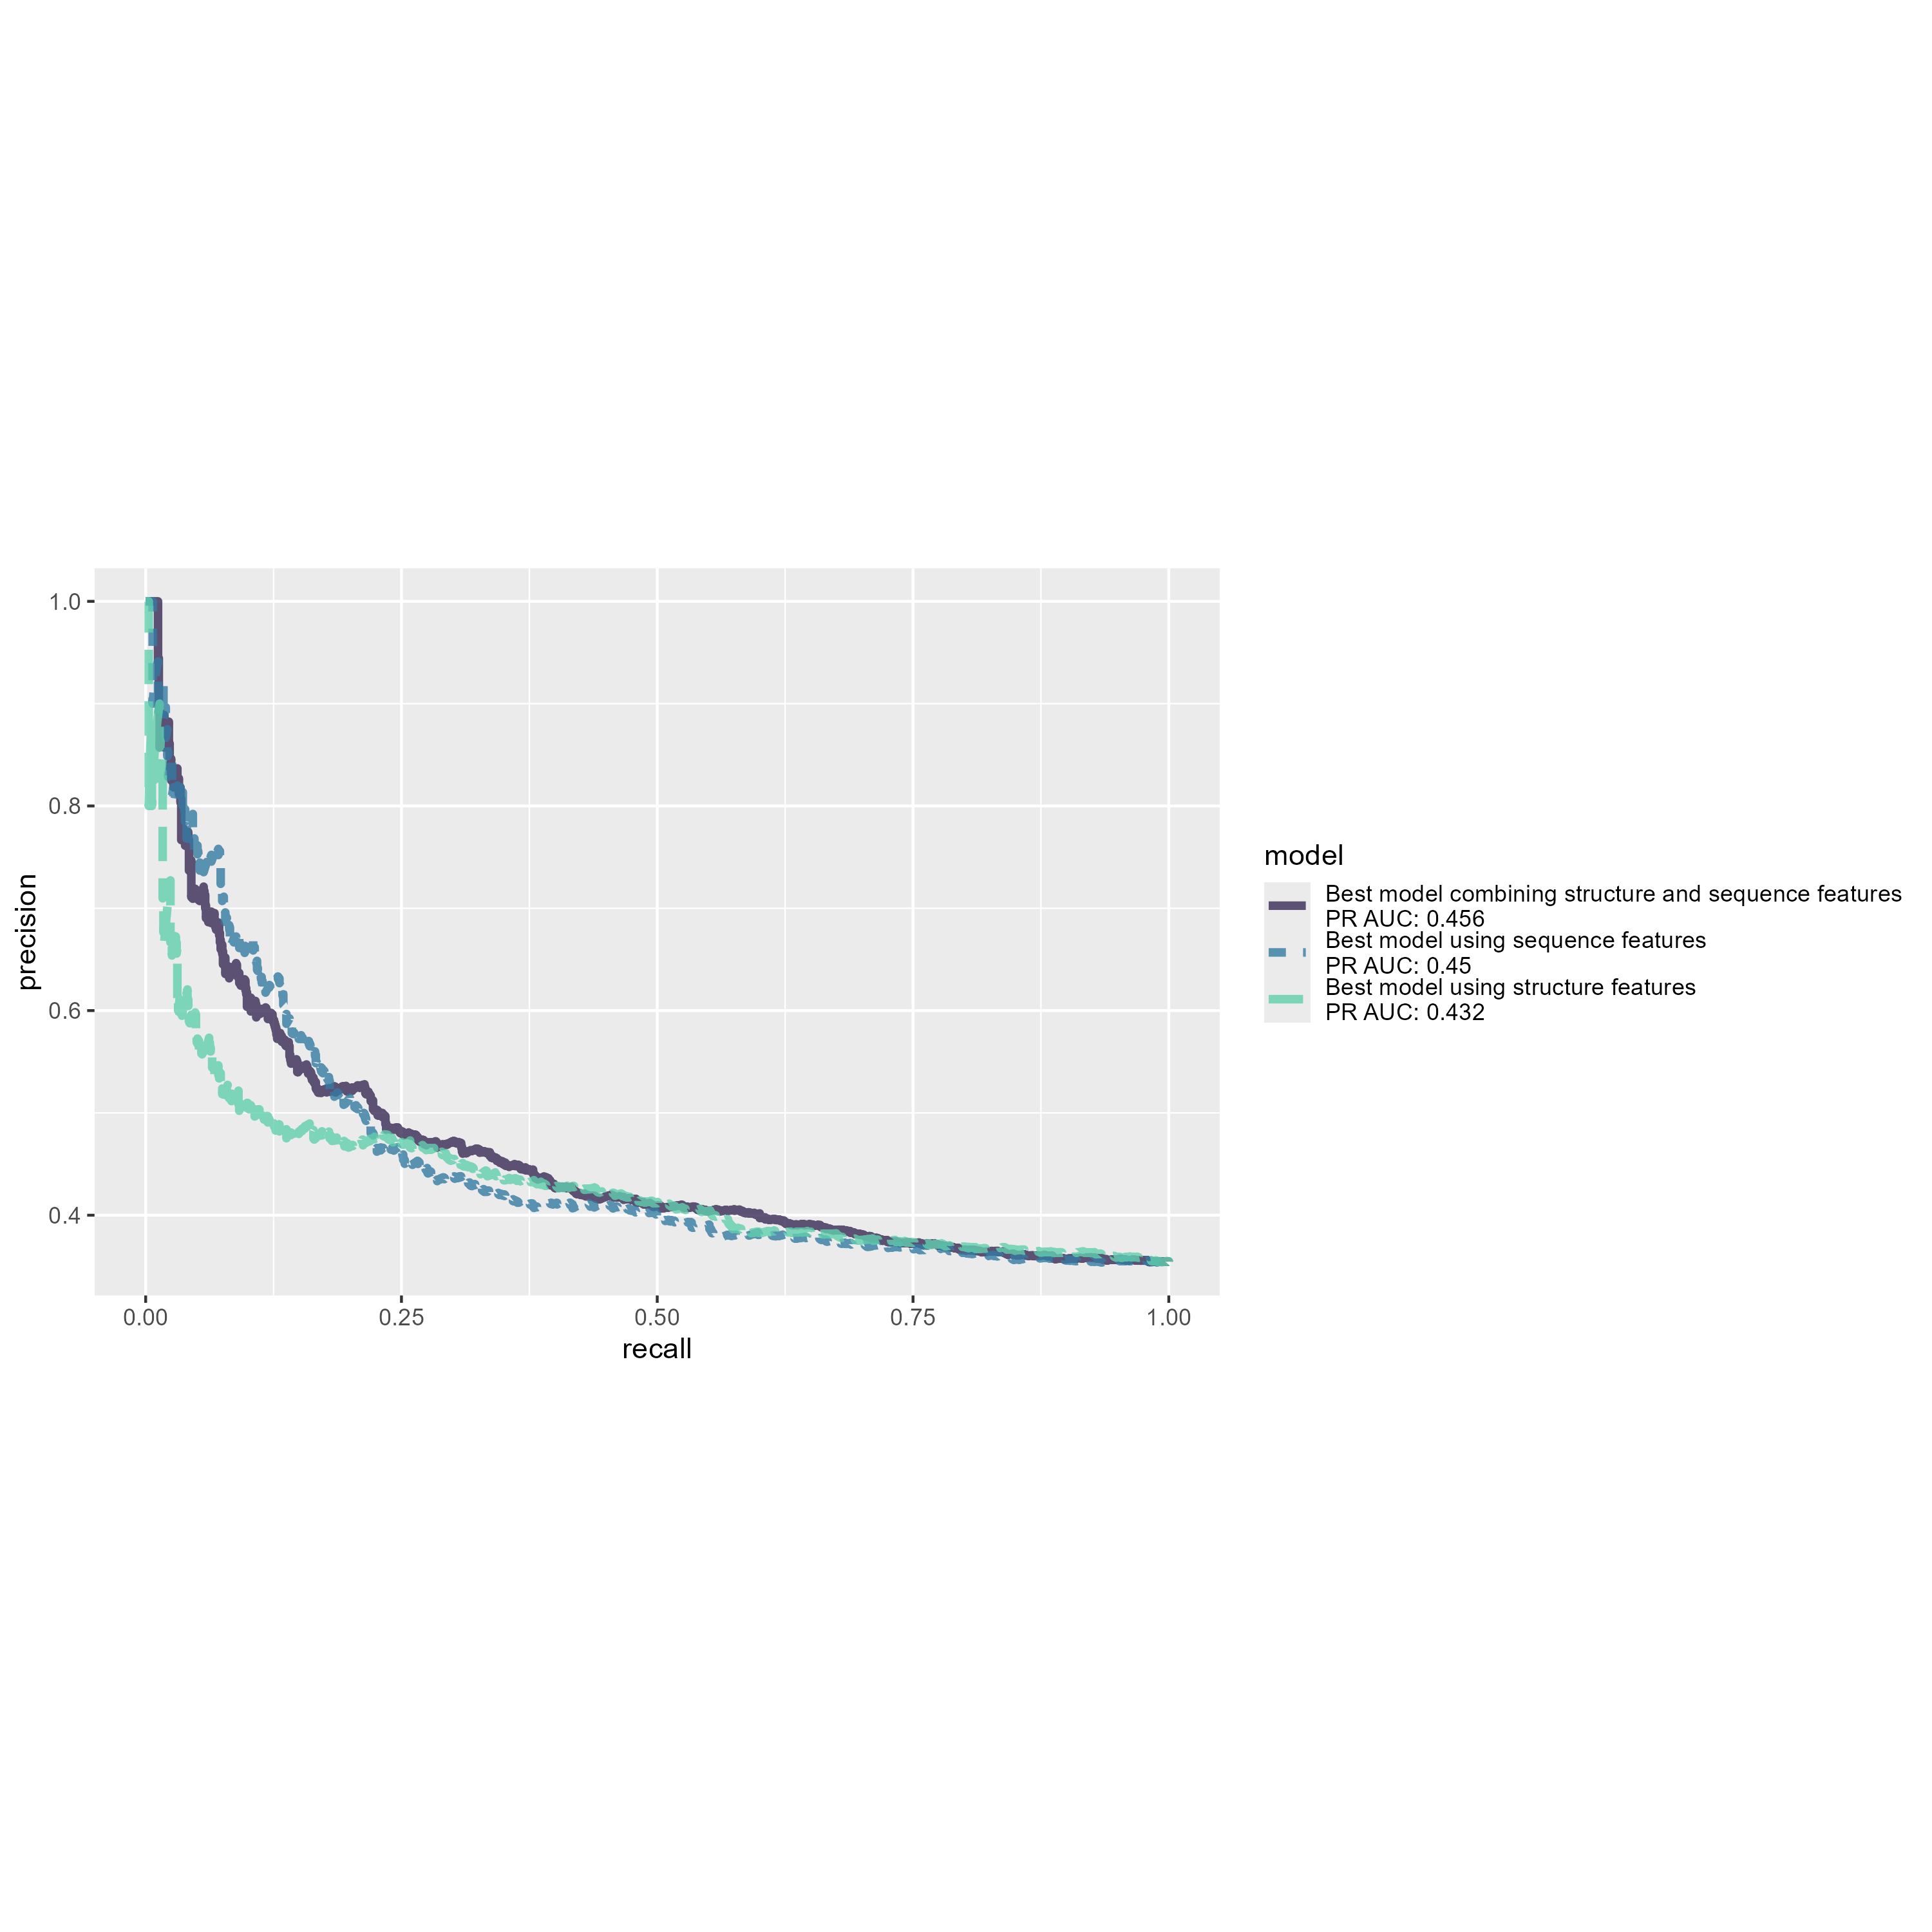 1.0
0.8
0.6
0.4
precision
0.00
0.25
0.50
0.75
1.00
recall
model
Best model combining structure and sequence features
PR AUC: 0.456
Best model using sequence features
PR AUC: 0.45
Best model using structure features
PR AUC: 0.432